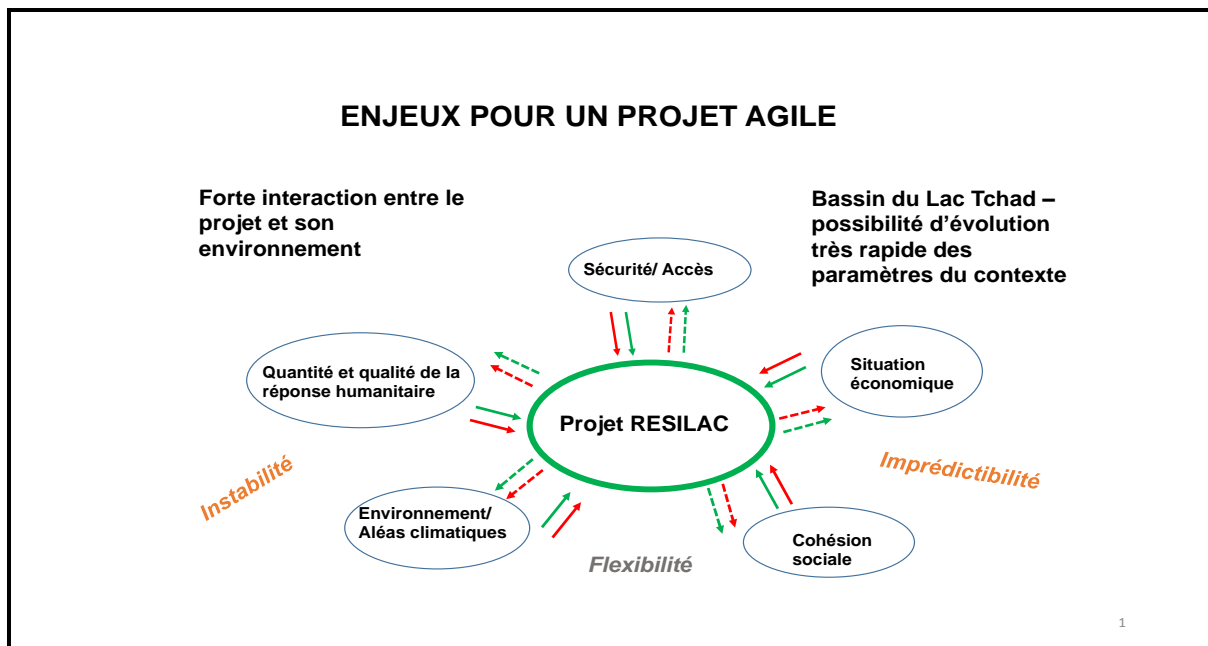 ENJEUX POUR UN PROJET AGILE
Forte interaction entre le
projet et son
environnement
Bassin du Lac Tchad –
possibilité d'évolution
très rapide des
paramètres du contexte
Sécurité/ Accès
Quantité et qualité de la
réponse humanitaire
Situation
économique
Projet RESILAC
Instabilité
Imprédictibilité
Environnement/
Aléas climatiques
Cohésion
sociale
Flexibilité
1